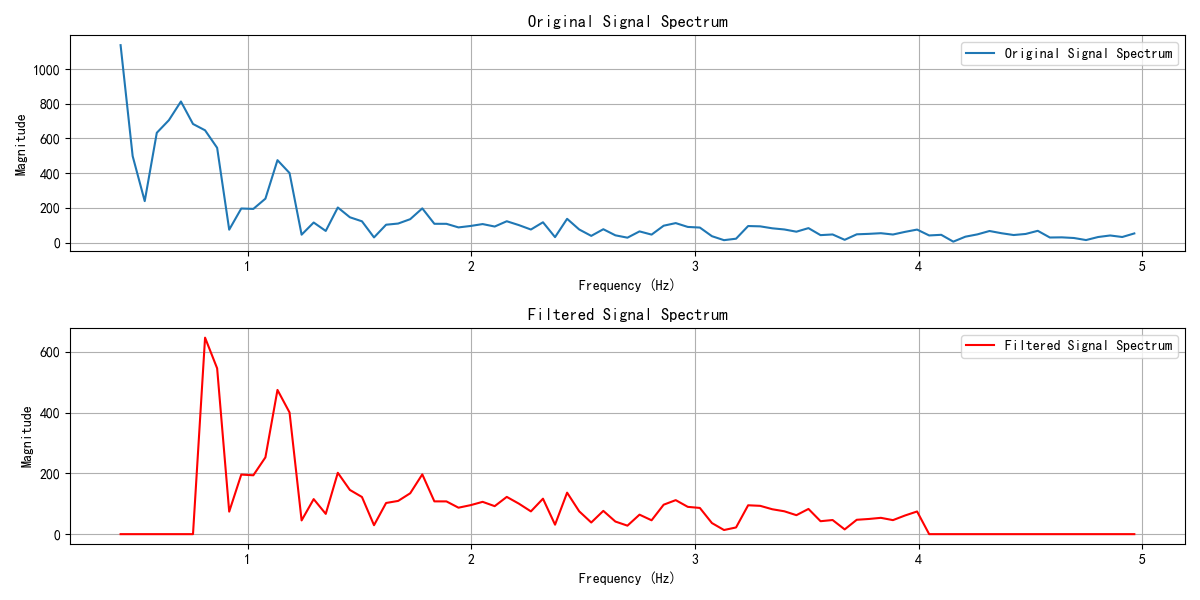 Original Signal Spectrum
Original Signal Spectrum
Magnitude
1000
800
600
400
200
0
1
2
3
4
5
Frequency (Hz)
Filtered Signal Spectrum
Filtered Signal Spectrum
Magnitude
600
400
200
0
1
2
3
4
5
Frequency (Hz)